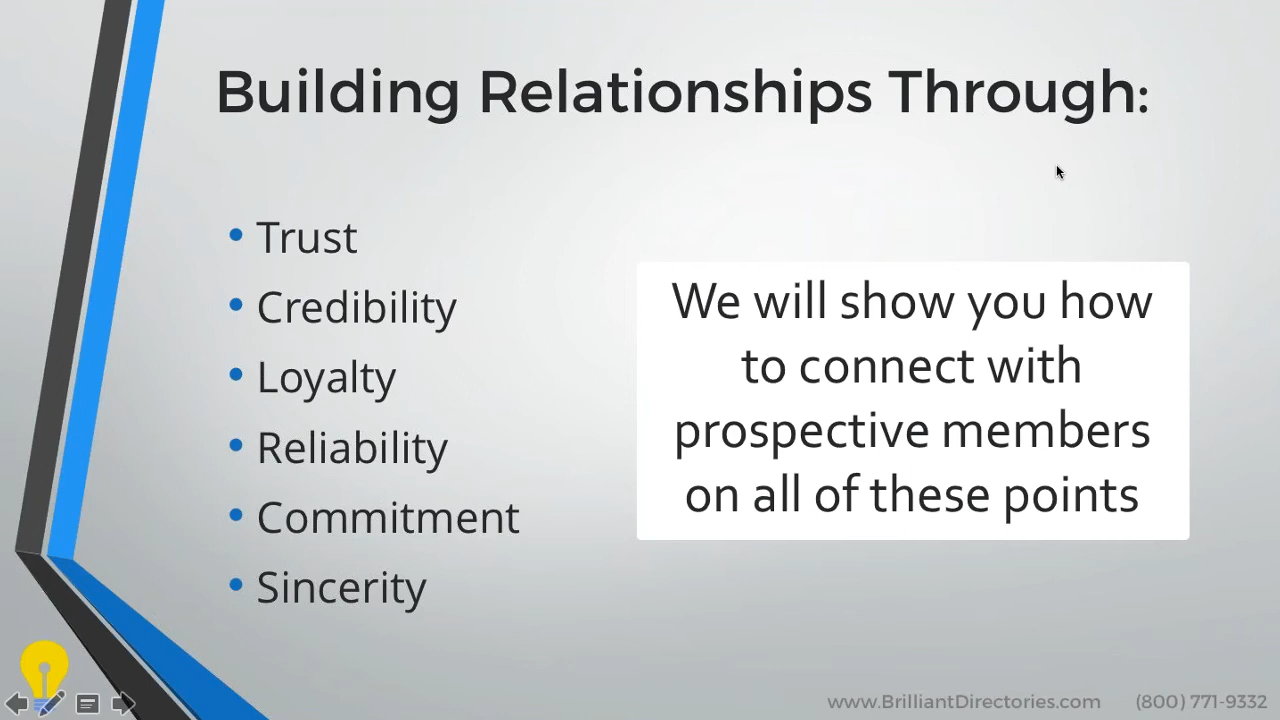 Building Relationships Through:
• Trust
• Credibility
• Loyalty
• Reliability
• Commitment
• Sincerity
We will show you how
to connect with
prospective members
on all of these points
www.BrilliantDirectories.com (800) 771-9332